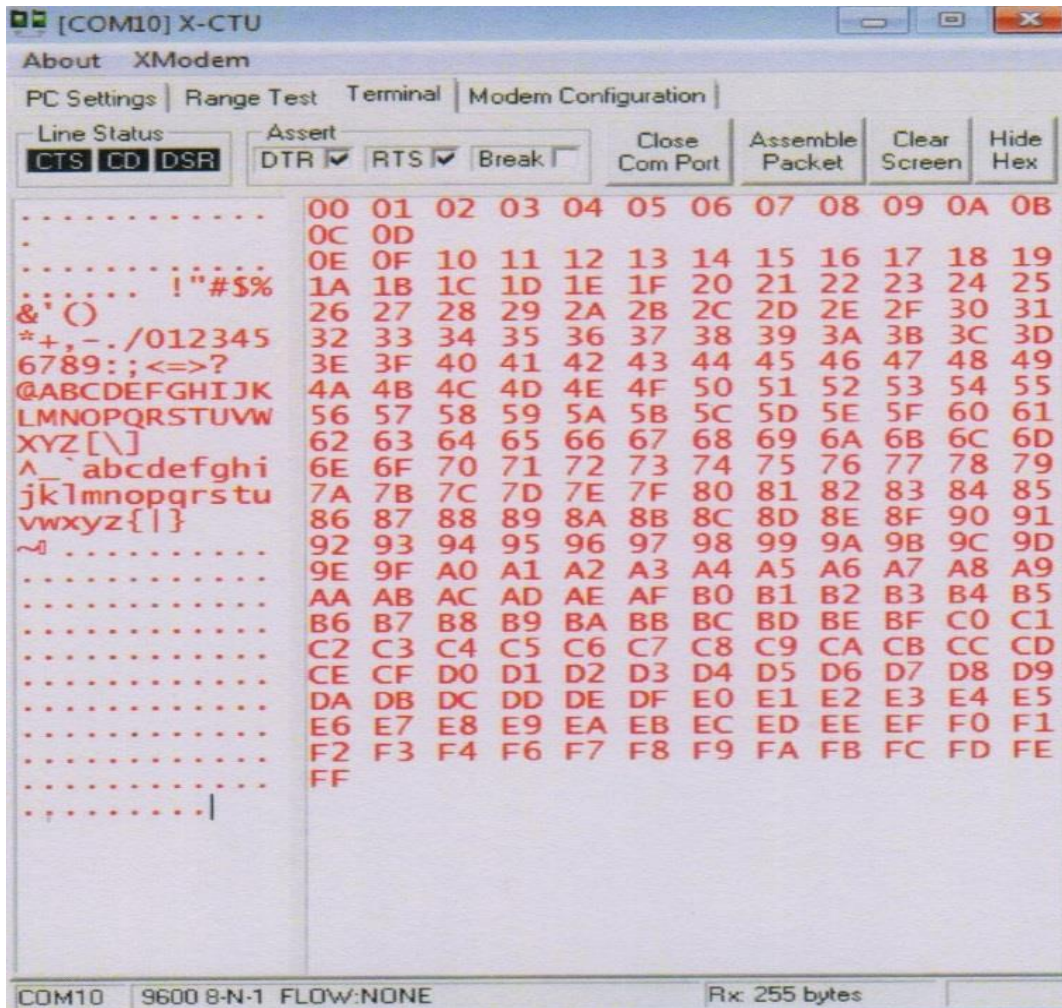 [COM10] X-CTU
About XModem
PC Settings Range Test Terminal Modem Configuration
Line Status
CTS CD DSR
Assert
DTR RTS Break
Close Com Port
Assemble Packet
Clear Screen
Hide Hex
. . . . . . . . . . . .
.
. . . . . . . . . . . .
. . . . . . !"#$%
&'()
*+,-./012345
6789:;<=>?
@ABCDEFGHIJK
LMNOPQRSTUVW
XYZ[\]
^_`abcdefghi
jklmnopqrstu
vwxyz{|}
~ . . . . . . . . . .
. . . . . . . . . . . .
. . . . . . . . . . . .
. . . . . . . . . . . .
. . . . . . . . . . . .
. . . . . . . . . . . .
. . . . . . . . . . . .
. . . . . . . . . . . .
. . . . . . . . . . . .
. . . . . . . . . . . .
. . . . . . . . .
00 01 02 03 04 05 06 07 08 09 0A 0B
0C 0D
0E 0F 10 11 12 13 14 15 16 17 18 19
1A 1B 1C 1D 1E 1F 20 21 22 23 24 25
26 27 28 29 2A 2B 2C 2D 2E 2F 30 31
32 33 34 35 36 37 38 39 3A 3B 3C 3D
3E 3F 40 41 42 43 44 45 46 47 48 49
4A 4B 4C 4D 4E 4F 50 51 52 53 54 55
56 57 58 59 5A 5B 5C 5D 5E 5F 60 61
62 63 64 65 66 67 68 69 6A 6B 6C 6D
6E 6F 70 71 72 73 74 75 76 77 78 79
7A 7B 7C 7D 7E 7F 80 81 82 83 84 85
86 87 88 89 8A 8B 8C 8D 8E 8F 90 91
92 93 94 95 96 97 98 99 9A 9B 9C 9D
9E 9F A0 A1 A2 A3 A4 A5 A6 A7 A8 A9
AA AB AC AD AE AF B0 B1 B2 B3 B4 B5
B6 B7 B8 B9 BA BB BC BD BE BF C0 C1
C2 C3 C4 C5 C6 C7 C8 C9 CA CB CC CD
CE CF D0 D1 D2 D3 D4 D5 D6 D7 D8 D9
DA DB DC DD DE DF E0 E1 E2 E3 E4 E5
E6 E7 E8 E9 EA EB EC ED EE EF F0 F1
F2 F3 F4 F6 F7 F8 F9 FA FB FC FD FE
FF
COM10 9600 8-N-1 FLOW:NONE Rx: 255 bytes